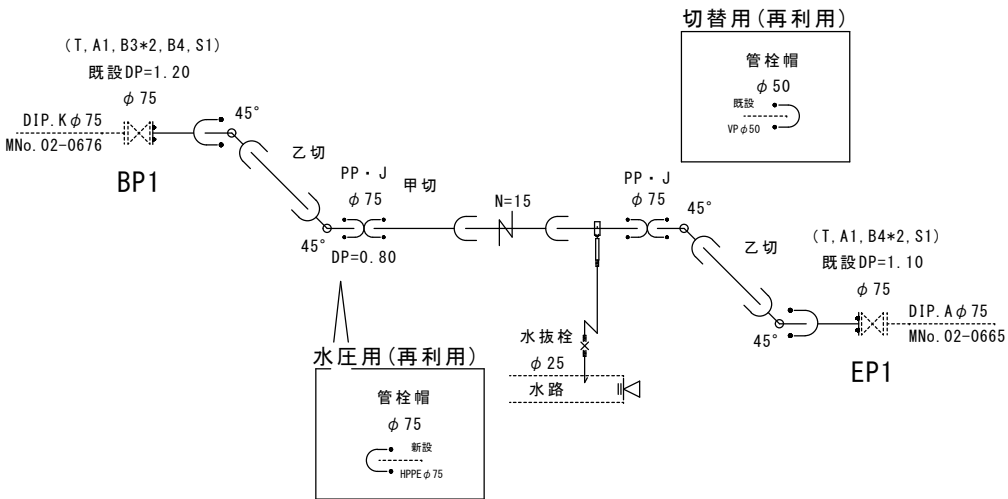 切替用(再利用)
管栓帽
φ50
既設
VPφ50
(T,A1,B3*2,B4,S1)
既設DP=1.20
φ75
DIP.Kφ75
MNo.02-0676
BP1
45°
乙切
45°
PP・J
φ75
甲切
DP=0.80
N=15
PP・J
φ75
45°
乙切
45°
(T,A1,B4*2,S1)
既設DP=1.10
φ75
DIP.Aφ75
MNo.02-0665
EP1
水抜栓
φ25
水路
水圧用(再利用)
管栓帽
φ75
新設
HPPEφ75